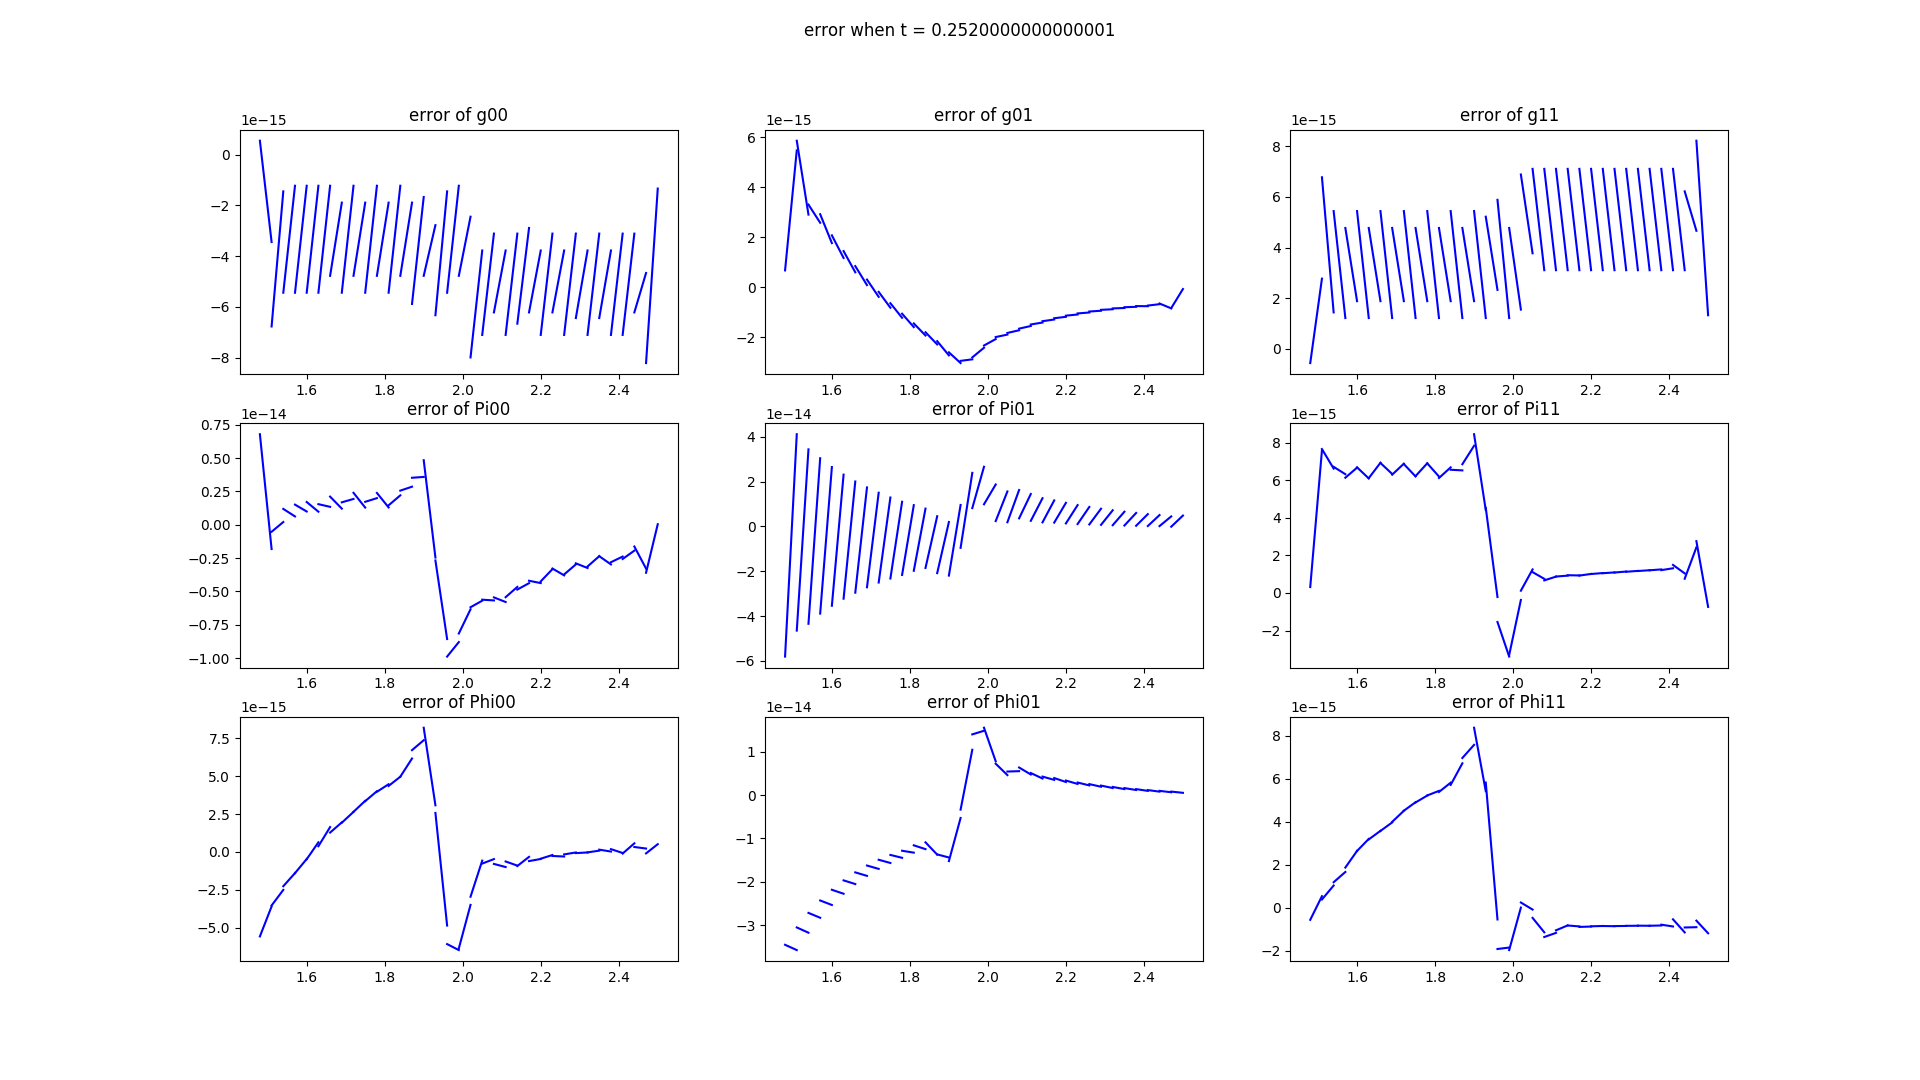 error when t = 0.2520000000000001
error of g00
1e−15
0
−2
−4
−6
−8
1.6 1.8 2.0 2.2 2.4
error of g01
1e−15
6
4
2
0
−2
1.6 1.8 2.0 2.2 2.4
error of g11
1e−15
8
6
4
2
0
1.6 1.8 2.0 2.2 2.4
error of Pi00
1e−14
0.75
0.50
0.25
0.00
−0.25
−0.50
−0.75
−1.00
1.6 1.8 2.0 2.2 2.4
error of Pi01
1e−14
4
2
0
−2
−4
−6
1.6 1.8 2.0 2.2 2.4
error of Pi11
1e−15
8
6
4
2
0
−2
1.6 1.8 2.0 2.2 2.4
error of Phi00
1e−15
7.5
5.0
2.5
0.0
−2.5
−5.0
1.6 1.8 2.0 2.2 2.4
error of Phi01
1e−14
1
0
−1
−2
−3
1.6 1.8 2.0 2.2 2.4
error of Phi11
1e−15
8
6
4
2
0
−2
1.6 1.8 2.0 2.2 2.4